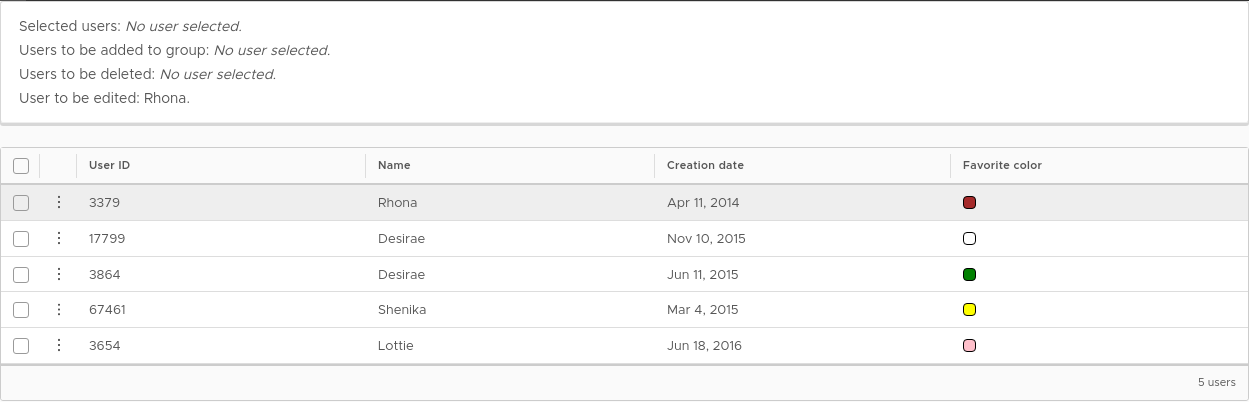 Selected users: No user selected.
Users to be added to group: No user selected.
Users to be deleted: No user selected.
User to be edited: Rhona.
User ID Name Creation date Favorite color
3379 Rhona Apr 11, 2014
17799 Desirae Nov 10, 2015
3864 Desirae Jun 11, 2015
67461 Shenika Mar 4, 2015
3654 Lottie Jun 18, 2016
5 users